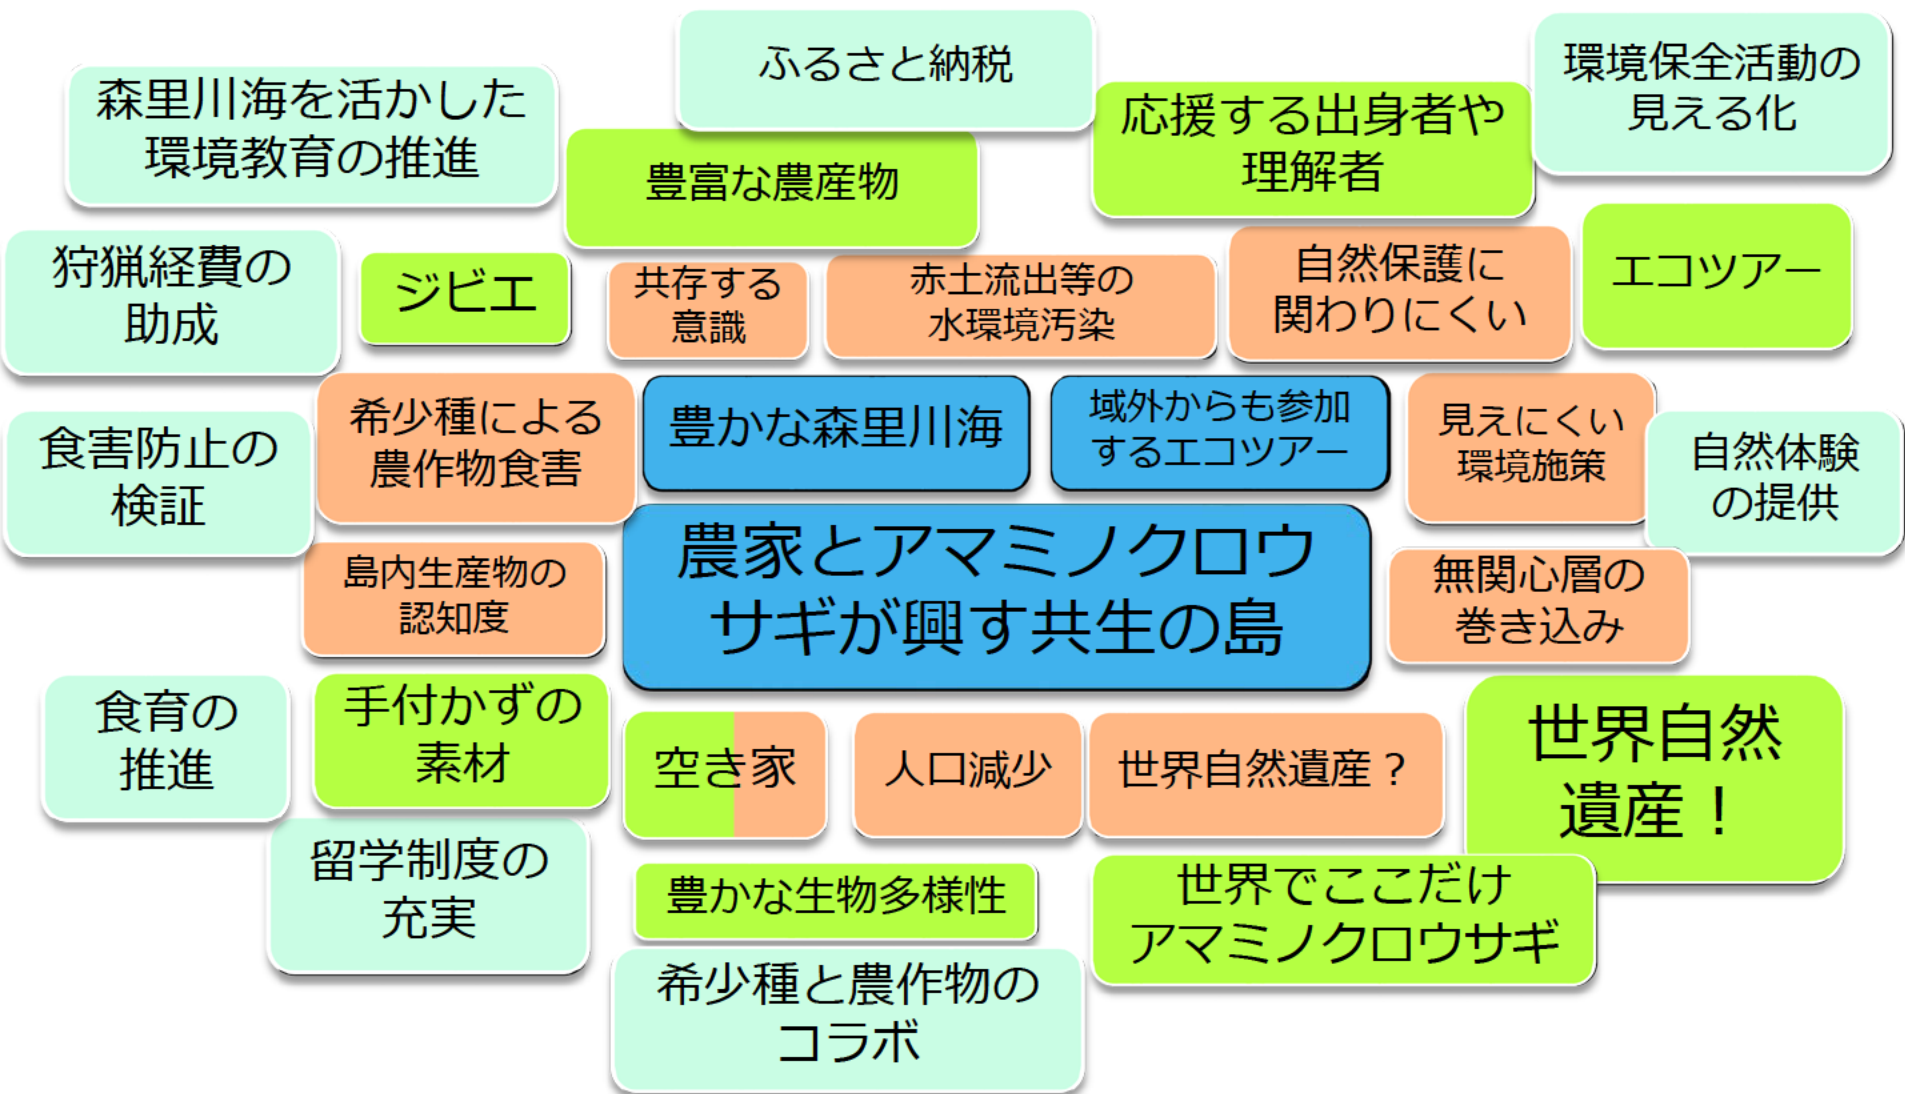 ふるさと納税
環境保全活動の
見える化
森里川海を活かした
環境教育の推進
応援する出身者や
理解者
豊富な農産物
狩猟経費の
助成
ジビエ
共存する
意識
赤土流出等の
水環境汚染
自然保護に
関わりにくい
エコツアー
食害防止の
検証
希少種による
農作物食害
豊かな森里川海
域外からも参加
するエコツアー
見えにくい
環境施策
自然体験
の提供
島内生産物の
認知度
農家とアマミノクロウ
サギが興す共生の島
無関心層の
巻き込み
食育の
推進
手付かずの
素材
空き家
人口減少
世界自然遺産？
世界自然
遺産！
留学制度の
充実
豊かな生物多様性
世界でここだけ
アマミノクロウサギ
希少種と農作物の
コラボ